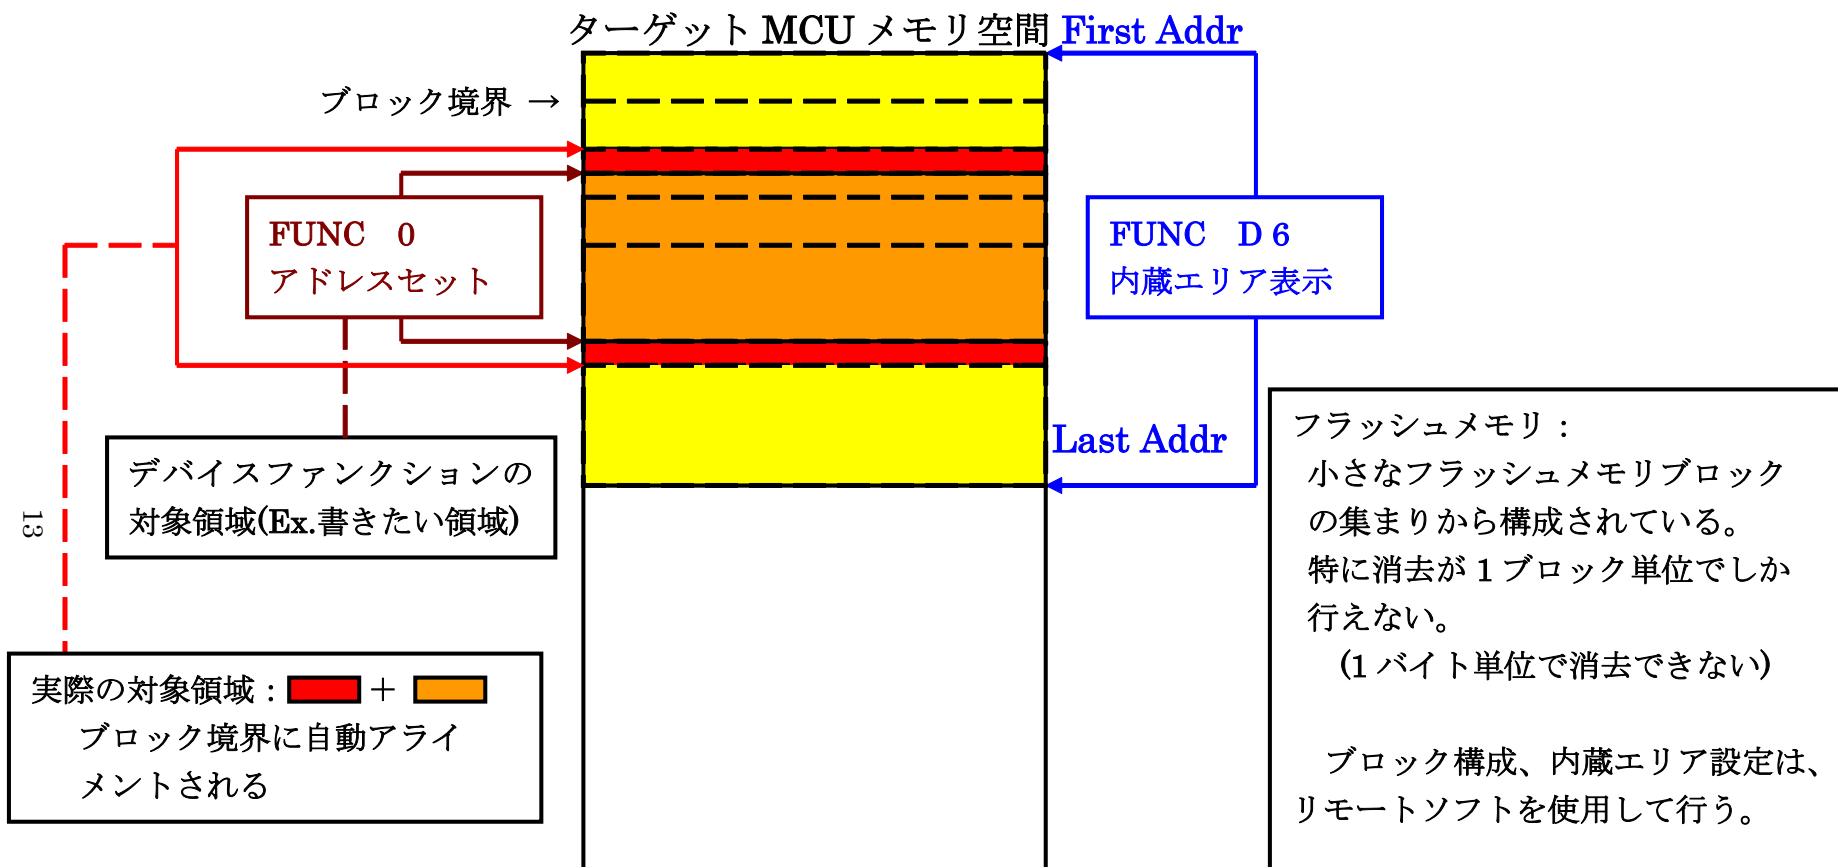 ターゲット MCU メモリ空間
First Addr
ブロック境界 →
FUNC 0
アドレスセット
FUNC D 6
内蔵エリア表示
Last Addr
デバイスファンクションの
対象領域(Ex.書きたい領域)
13
実際の対象領域 : +
ブロック境界に自動アライ
メントされる
フラッシュメモリ :
小さなフラッシュメモリブロック
の集まりから構成されている。
特に消去が 1 ブロック単位でしか
行えない。
(1 バイト単位で消去できない)
ブロック構成、内蔵エリア設定は、
リモートソフトを使用して行う。